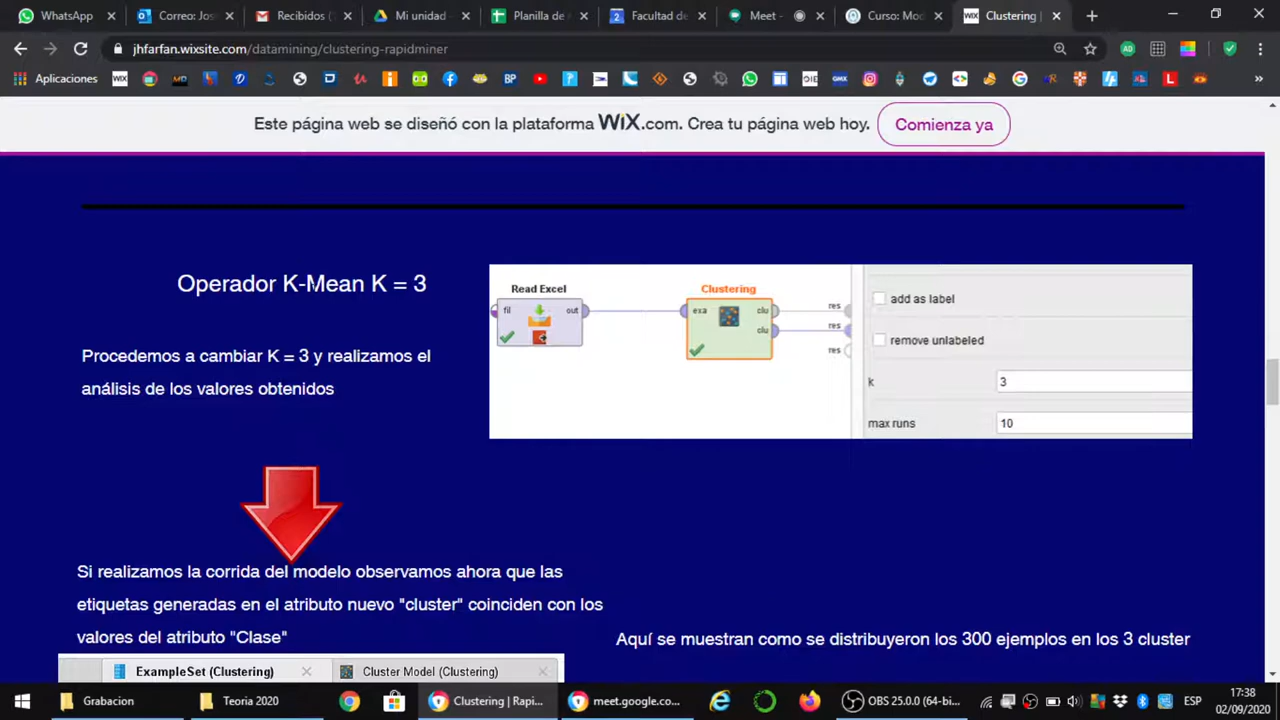 WhatsApp
Correo: Jos
Recibidos (
Mi unidad
Planilla de
Facultad de
Meet -
Curso: Mod
Clustering |
jhfarfan.wixsite.com/datamining/clustering-rapidminer
Aplicaciones
Este página web se diseñó con la plataforma WiX.com. Crea tu página web hoy.
Comienza ya
Operador K-Mean K = 3
Procedemos a cambiar K = 3 y realizamos el
análisis de los valores obtenidos
Read Excel
fil
out
Clustering
exa
clu
clu
res
res
res
add as label
remove unlabeled
k
3
max runs
10
Si realizamos la corrida del modelo observamos ahora que las
etiquetas generadas en el atributo nuevo "cluster" coinciden con los
valores del atributo "Clase"
Aquí se muestran como se distribuyeron los 300 ejemplos en los 3 cluster
ExampleSet (Clustering)
Cluster Model (Clustering)
Grabacion
Teoria 2020
Clustering | Rapi...
meet.google.co...
OBS 25.0.0 (64-bi...
ESP
17:38
02/09/2020